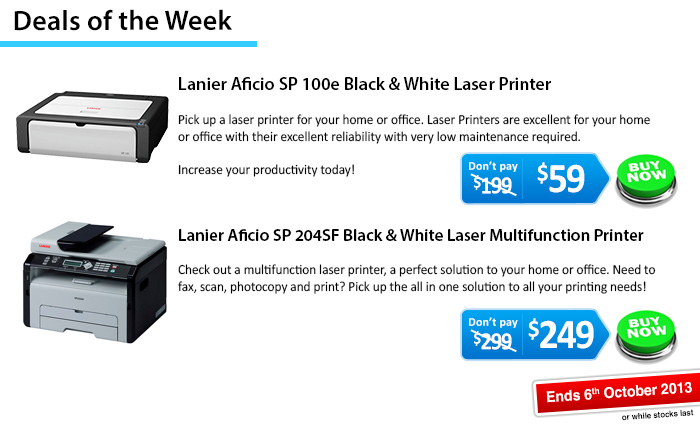 Deals of the Week
Lanier Aficio SP 100e Black & White Laser Printer
Pick up a laser printer for your home or office. Laser Printers are excellent for your home
or office with their excellent reliability with very low maintenance required.
Increase your productivity today!
Don't pay
$199
$59
BUY
NOW
Lanier Aficio SP 204SF Black & White Laser Multifunction Printer
Check out a multifunction laser printer, a perfect solution to your home or office. Need to
fax, scan, photocopy and print? Pick up the all in one solution to all your printing needs!
Don't pay
$299
$249
BUY
NOW
Ends 6th October 2013
or while stocks last